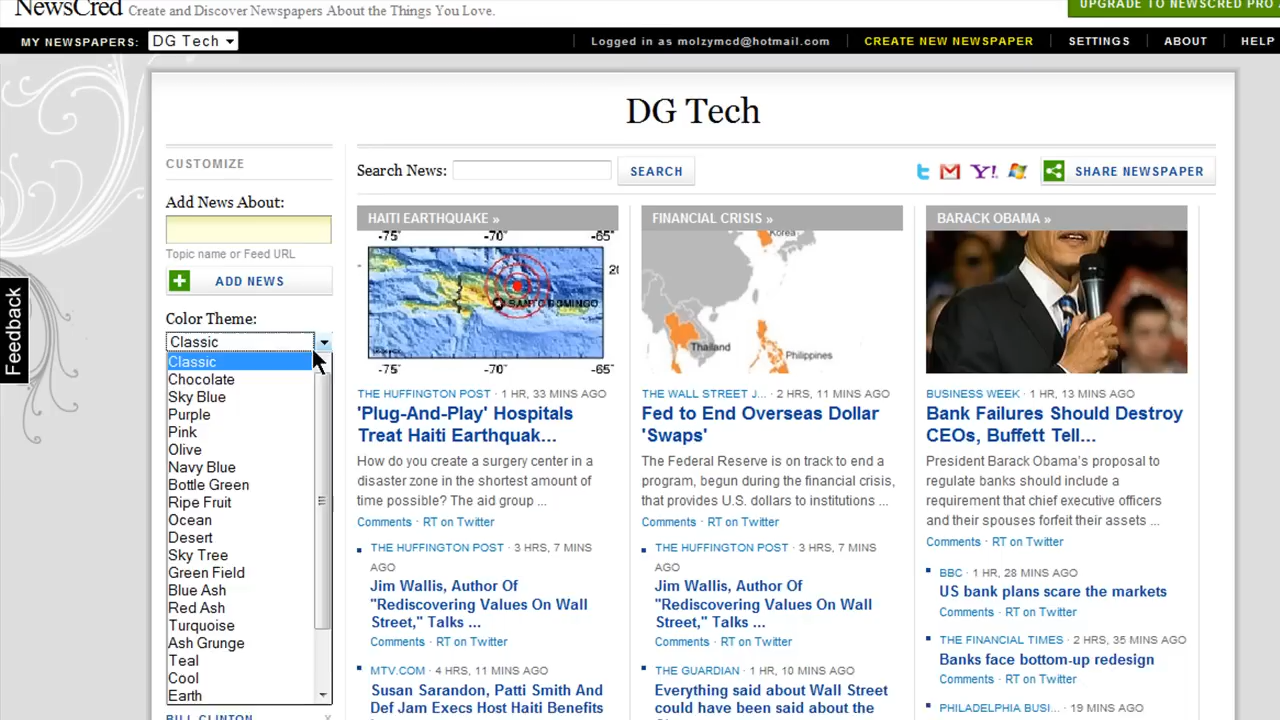 NewsCred Create and Discover Newspapers About the Things You Love.
UPGRADE TO NEWSCRED PRO
MY NEWSPAPERS: DG Tech
Logged in as molzymcd@hotmail.com
CREATE NEW NEWSPAPER
SETTINGS
ABOUT
HELP
DG Tech
Feedback
CUSTOMIZE
Add News About:
Topic name or Feed URL
ADD NEWS
Color Theme:
Classic
Classic
Chocolate
Sky Blue
Purple
Pink
Olive
Navy Blue
Bottle Green
Ripe Fruit
Ocean
Desert
Sky Tree
Green Field
Blue Ash
Red Ash
Turquoise
Ash Grunge
Teal
Cool
Earth
BILL CLINTON x
Search News: SEARCH
SHARE NEWSPAPER
HAITI EARTHQUAKE »
-75° -70° -65°
SANTO DOMINGO
-75° -70° -65°
THE HUFFINGTON POST · 1 HR, 33 MINS AGO
'Plug-And-Play' Hospitals
Treat Haiti Earthquak...
How do you create a surgery center in a
disaster zone in the shortest amount of
time possible? The aid group ...
Comments · RT on Twitter
THE HUFFINGTON POST · 3 HRS, 7 MINS
AGO
Jim Wallis, Author Of
"Rediscovering Values On Wall
Street," Talks ...
Comments · RT on Twitter
MTV.COM · 4 HRS, 11 MINS AGO
Susan Sarandon, Patti Smith And
Def Jam Execs Host Haiti Benefits
FINANCIAL CRISIS »
Korea
Thailand
Philippines
THE WALL STREET J... · 2 HRS, 11 MINS AGO
Fed to End Overseas Dollar
'Swaps'
The Federal Reserve is on track to end a
program, begun during the financial crisis,
that provides U.S. dollars to institutions ...
Comments · RT on Twitter
THE HUFFINGTON POST · 3 HRS, 7 MINS
AGO
Jim Wallis, Author Of
"Rediscovering Values On Wall
Street," Talks ...
Comments · RT on Twitter
THE GUARDIAN · 1 HR, 10 MINS AGO
Everything said about Wall Street
could have been said about the
BARACK OBAMA »
BUSINESS WEEK · 1 HR, 13 MINS AGO
Bank Failures Should Destroy
CEOs, Buffett Tell...
President Barack Obama's proposal to
regulate banks should include a
requirement that chief executive officers
and their spouses forfeit their assets ...
Comments · RT on Twitter
BBC · 1 HR, 28 MINS AGO
US bank plans scare the markets
Comments · RT on Twitter
THE FINANCIAL TIMES · 2 HRS, 35 MINS AGO
Banks face bottom-up redesign
Comments · RT on Twitter
PHILADELPHIA BUSI... · 19 MINS AGO